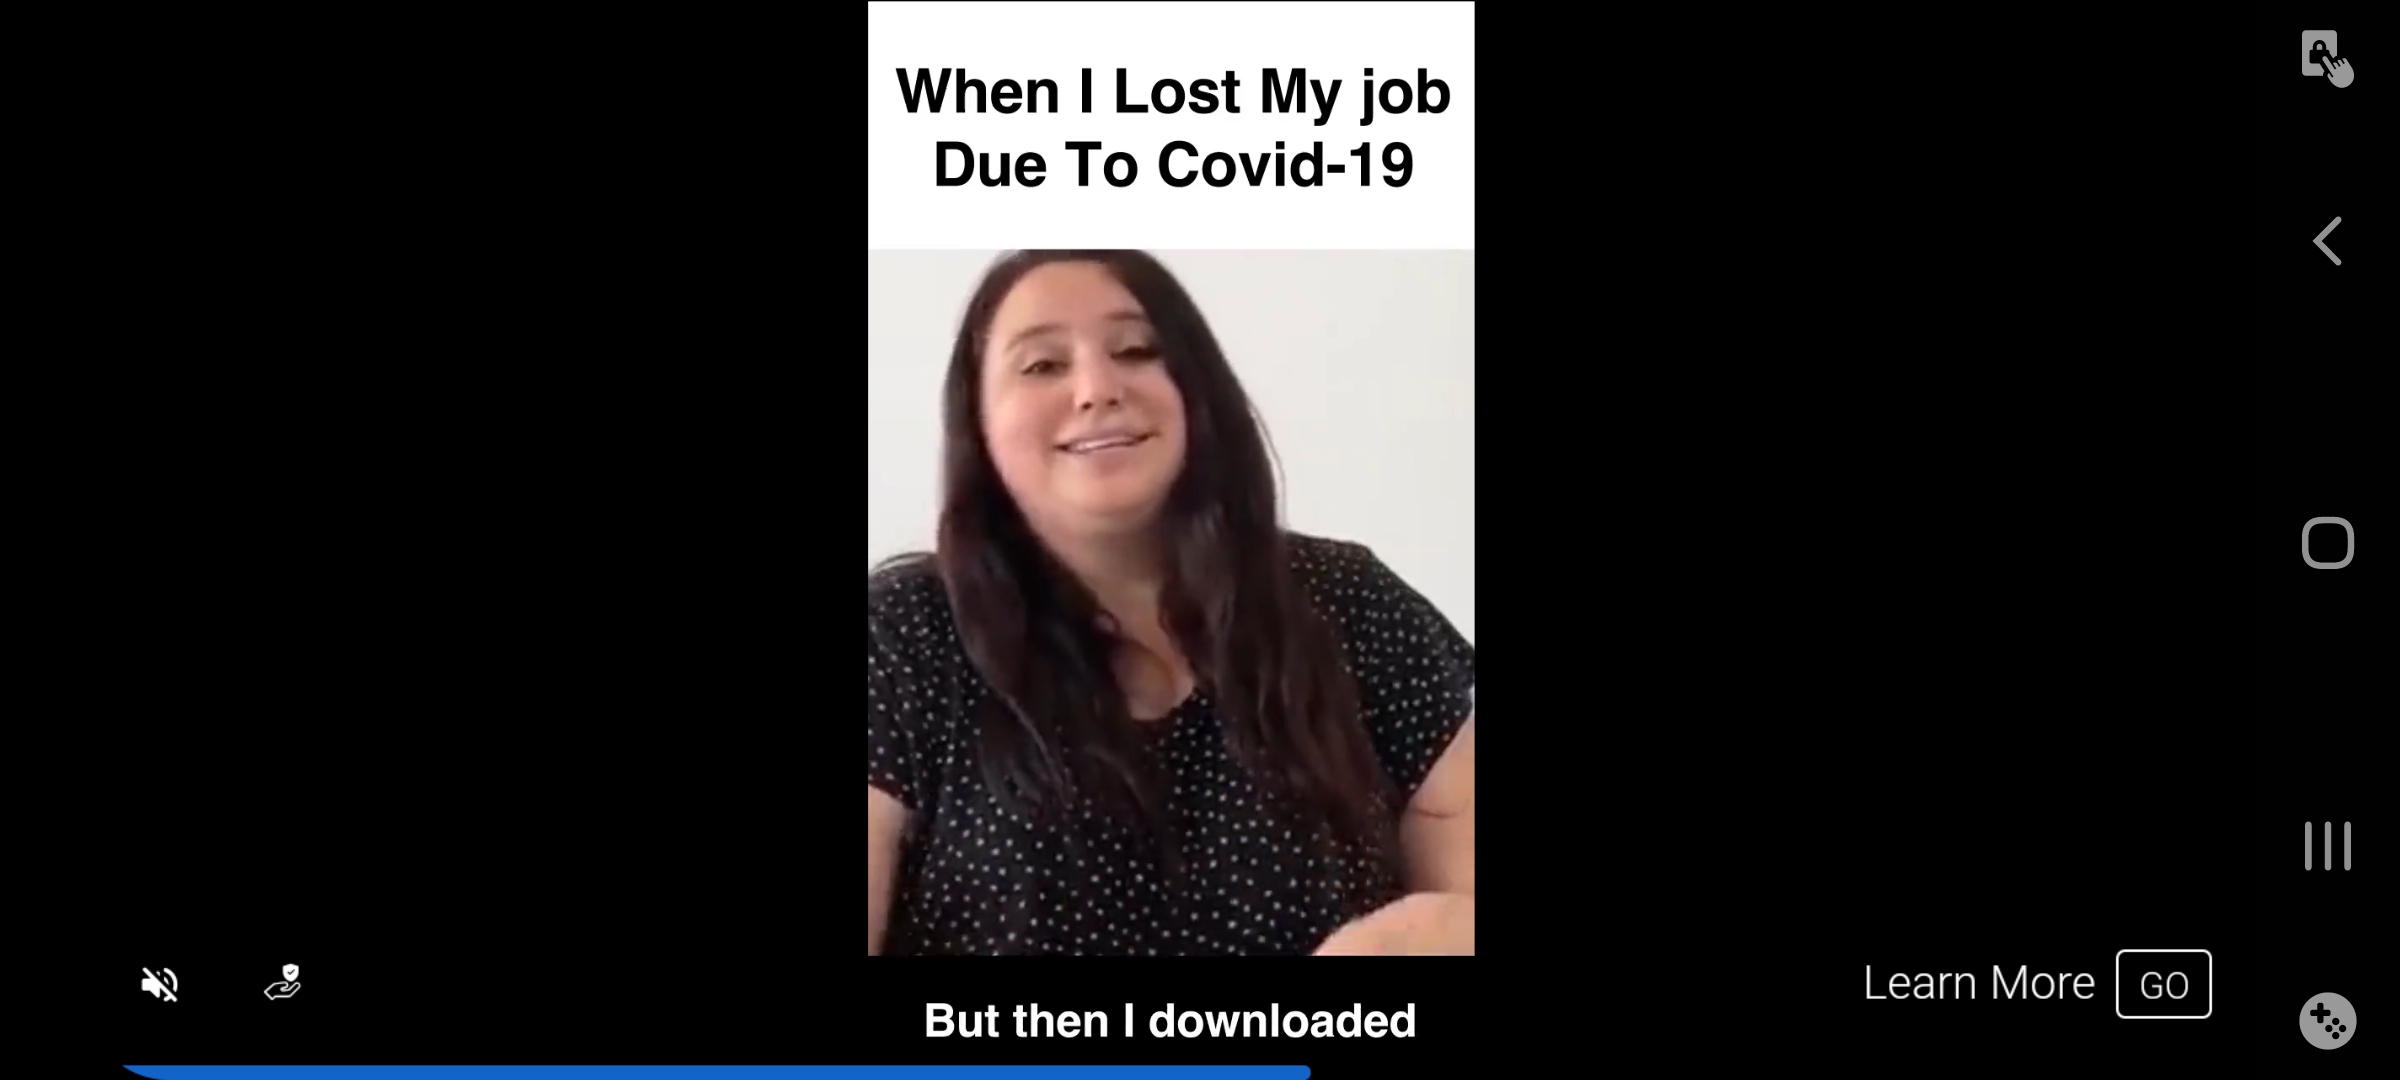 When I Lost My job
Due To Covid-19
Learn More GO
But then I downloaded